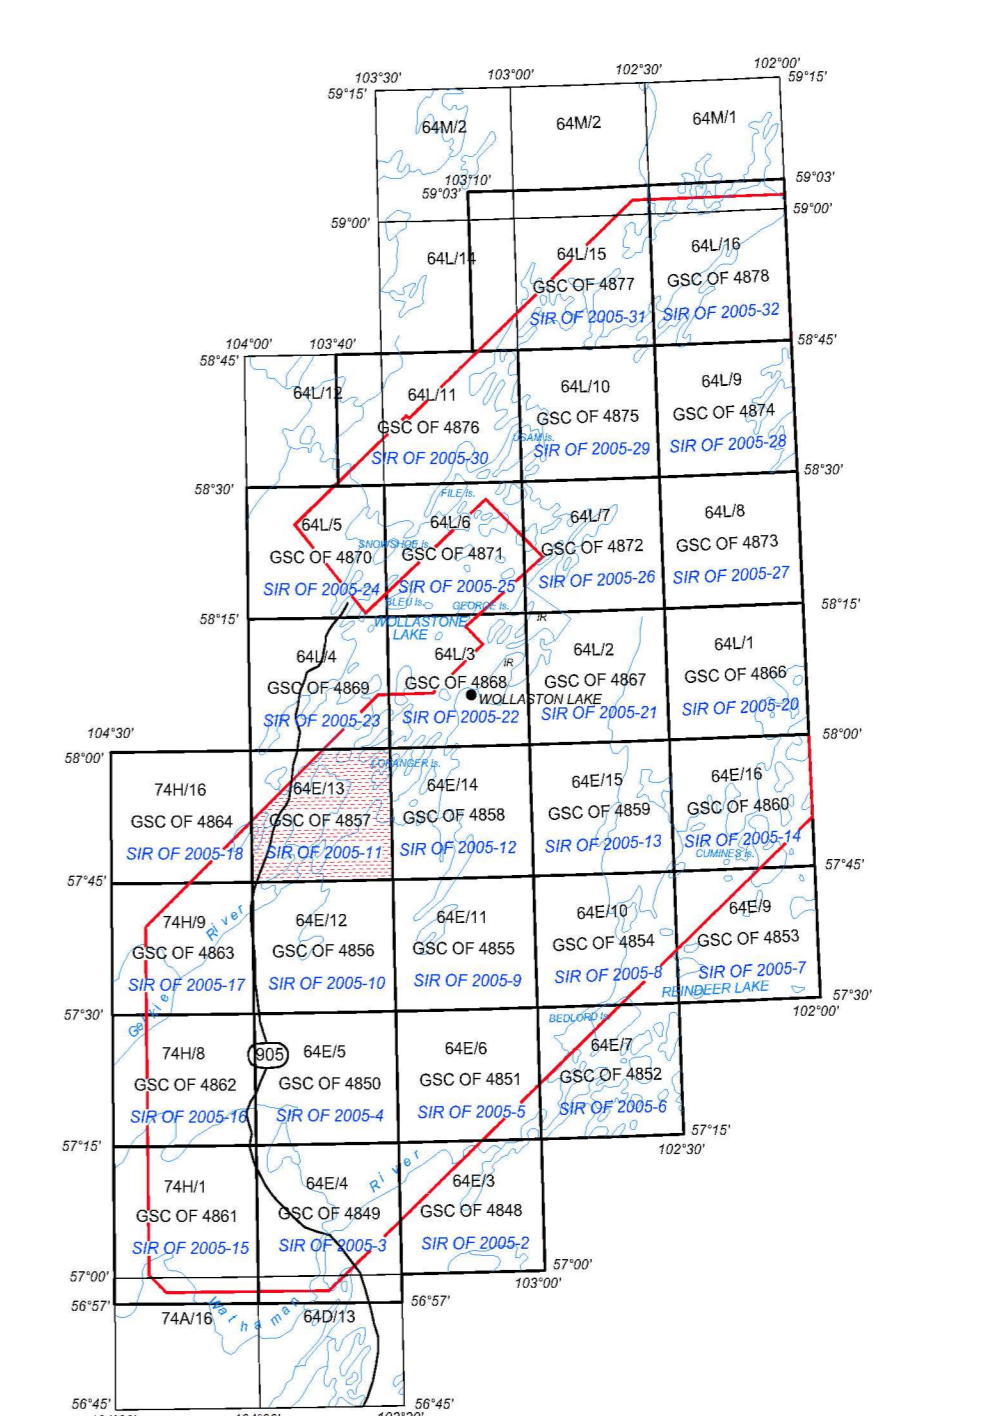 102°00'
102°30'
103°00'
103°30'
59°15'
59°15'
64M/2
64M/2
64M/1
103°10'
59°03'
59°03'
59°00'
59°00'
64L/14
64L/15
GSC OF 4877
SIR OF 2005-31
64L/16
GSC OF 4878
SIR OF 2005-32
58°45'
104°00'
103°40'
58°45'
64L/12
64L/11
GSC OF 4876
SIR OF 2005-30
64L/10
GSC OF 4875
SIR OF 2005-29
USAM Is.
64L/9
GSC OF 4874
SIR OF 2005-28
58°30'
58°30'
FILE Is.
64L/5
GSC OF 4870
SIR OF 2005-24
64L/6
SNOWSHOE Is.
GSC OF 4871
SIR OF 2005-25
64L/7
GSC OF 4872
SIR OF 2005-26
64L/8
GSC OF 4873
SIR OF 2005-27
58°15'
58°15'
BLEU Is.
GEORGE Is.
WOLLASTONE
LAKE
IR
64L/4
GSC OF 4869
SIR OF 2005-23
64L/3
IR
GSC OF 4868
WOLLASTON LAKE
SIR OF 2005-22
64L/2
GSC OF 4867
SIR OF 2005-21
64L/1
GSC OF 4866
SIR OF 2005-20
104°30'
58°00'
58°00'
74H/16
GSC OF 4864
SIR OF 2005-18
64E/13
GSC OF 4857
SIR OF 2005-11
LORANGER Is.
64E/14
GSC OF 4858
SIR OF 2005-12
64E/15
GSC OF 4859
SIR OF 2005-13
64E/16
GSC OF 4860
SIR OF 2005-14
CUMINES Is.
57°45'
57°45'
74H/9
River
GSC OF 4863
SIR OF 2005-17
Geikie
64E/12
GSC OF 4856
SIR OF 2005-10
64E/11
GSC OF 4855
SIR OF 2005-9
64E/10
GSC OF 4854
SIR OF 2005-8
64E/9
GSC OF 4853
SIR OF 2005-7
REINDEER LAKE
57°30'
102°00'
57°30'
BEDLORD Is.
74H/8
GSC OF 4862
SIR OF 2005-16
905
64E/5
GSC OF 4850
SIR OF 2005-4
64E/6
GSC OF 4851
SIR OF 2005-5
64E/7
GSC OF 4852
SIR OF 2005-6
57°15'
57°15'
102°30'
74H/1
GSC OF 4861
SIR OF 2005-15
64E/4
River
GSC OF 4849
SIR OF 2005-3
64E/3
GSC OF 4848
SIR OF 2005-2
57°00'
57°00'
103°00'
56°57'
56°57'
Wathaman
74A/16
64D/13
56°45'
56°45'